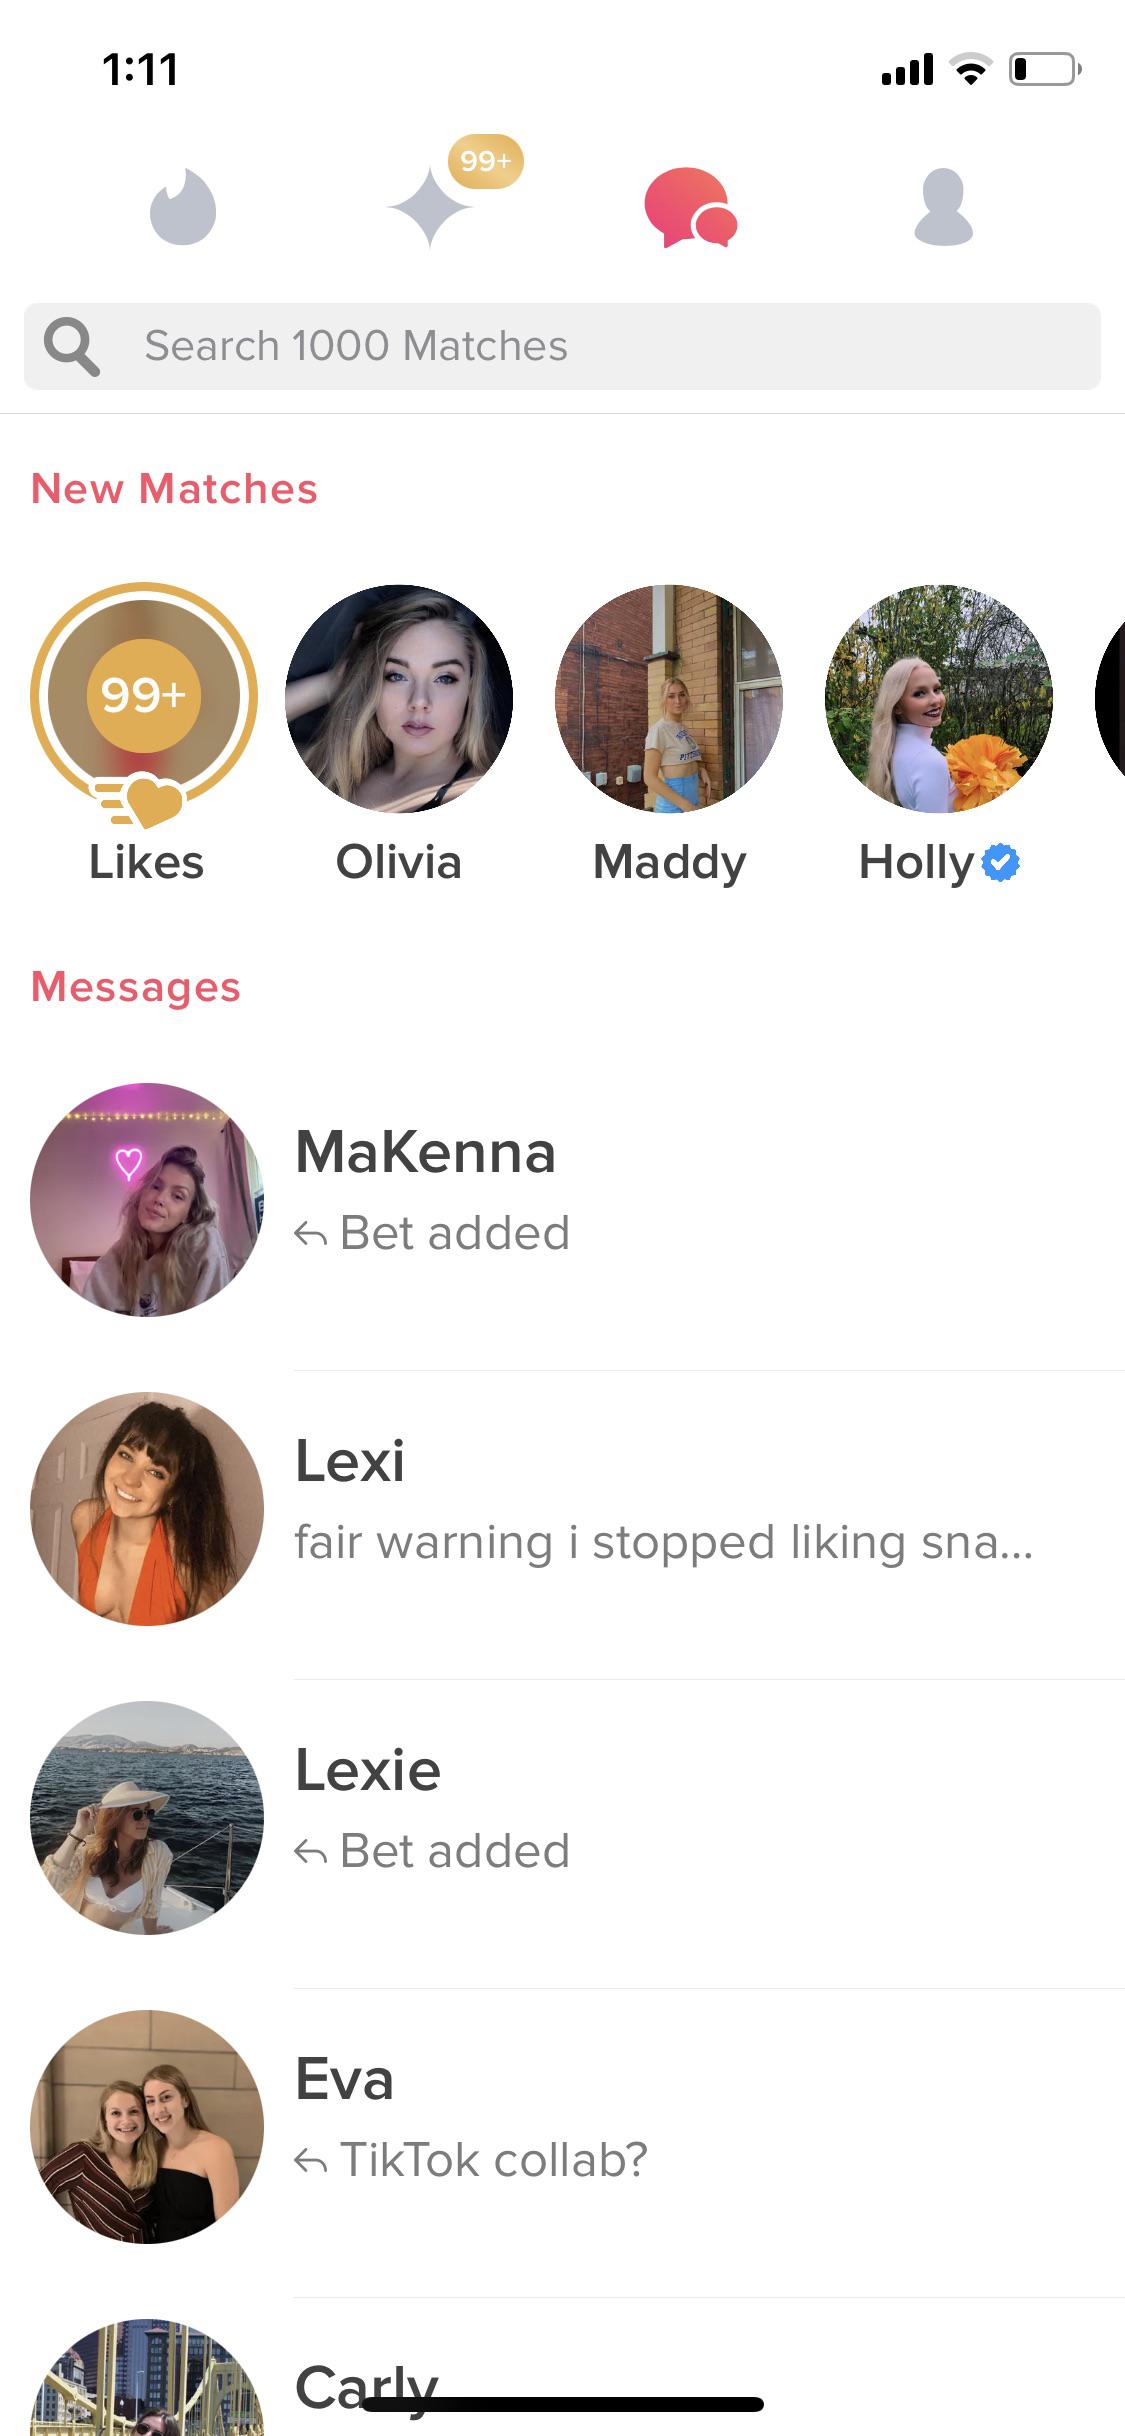 1:11
99+
Search 1000 Matches
New Matches
99+
Likes
Olivia
Maddy
Holly
Messages
MaKenna
Bet added
Lexi
fair warning i stopped liking sna...
Lexie
Bet added
Eva
TikTok collab?
Carly